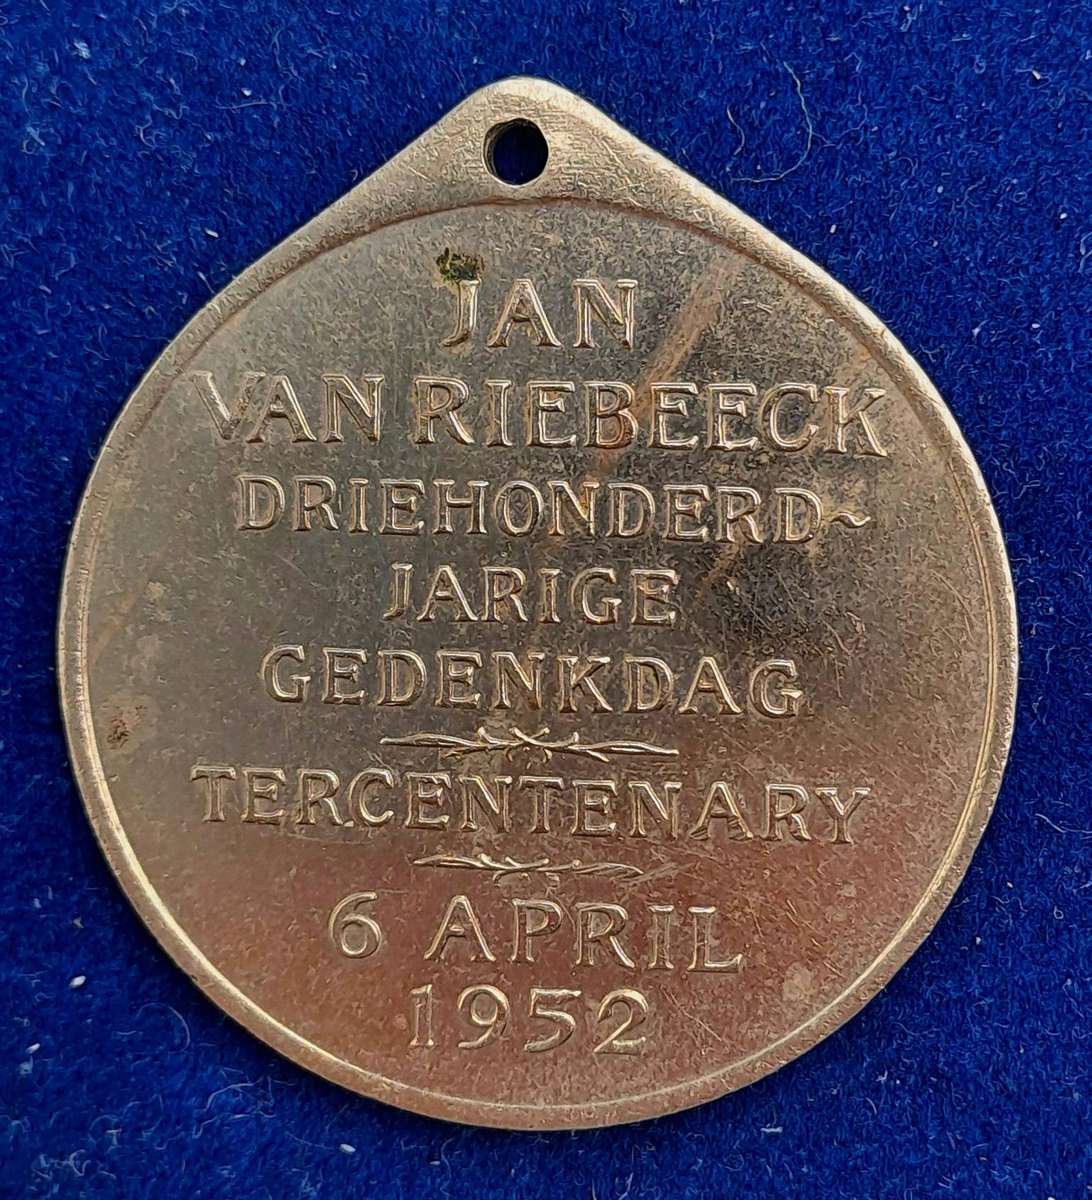 JAN
VAN RIEBEECK
DRIEHONDERD~
JARIGE
GEDENKDAG
TERCENTENARY
6 APRIL
1952